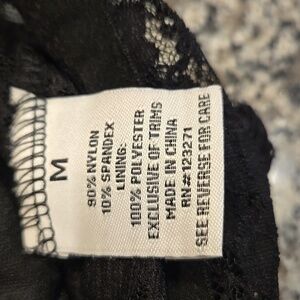 M
90% NYLON
10% SPANDEX
LINING:
100% POLYESTER
EXCLUSIVE OF TRIMS
MADE IN CHINA
RN#123271
SEE REVERSE FOR CARE